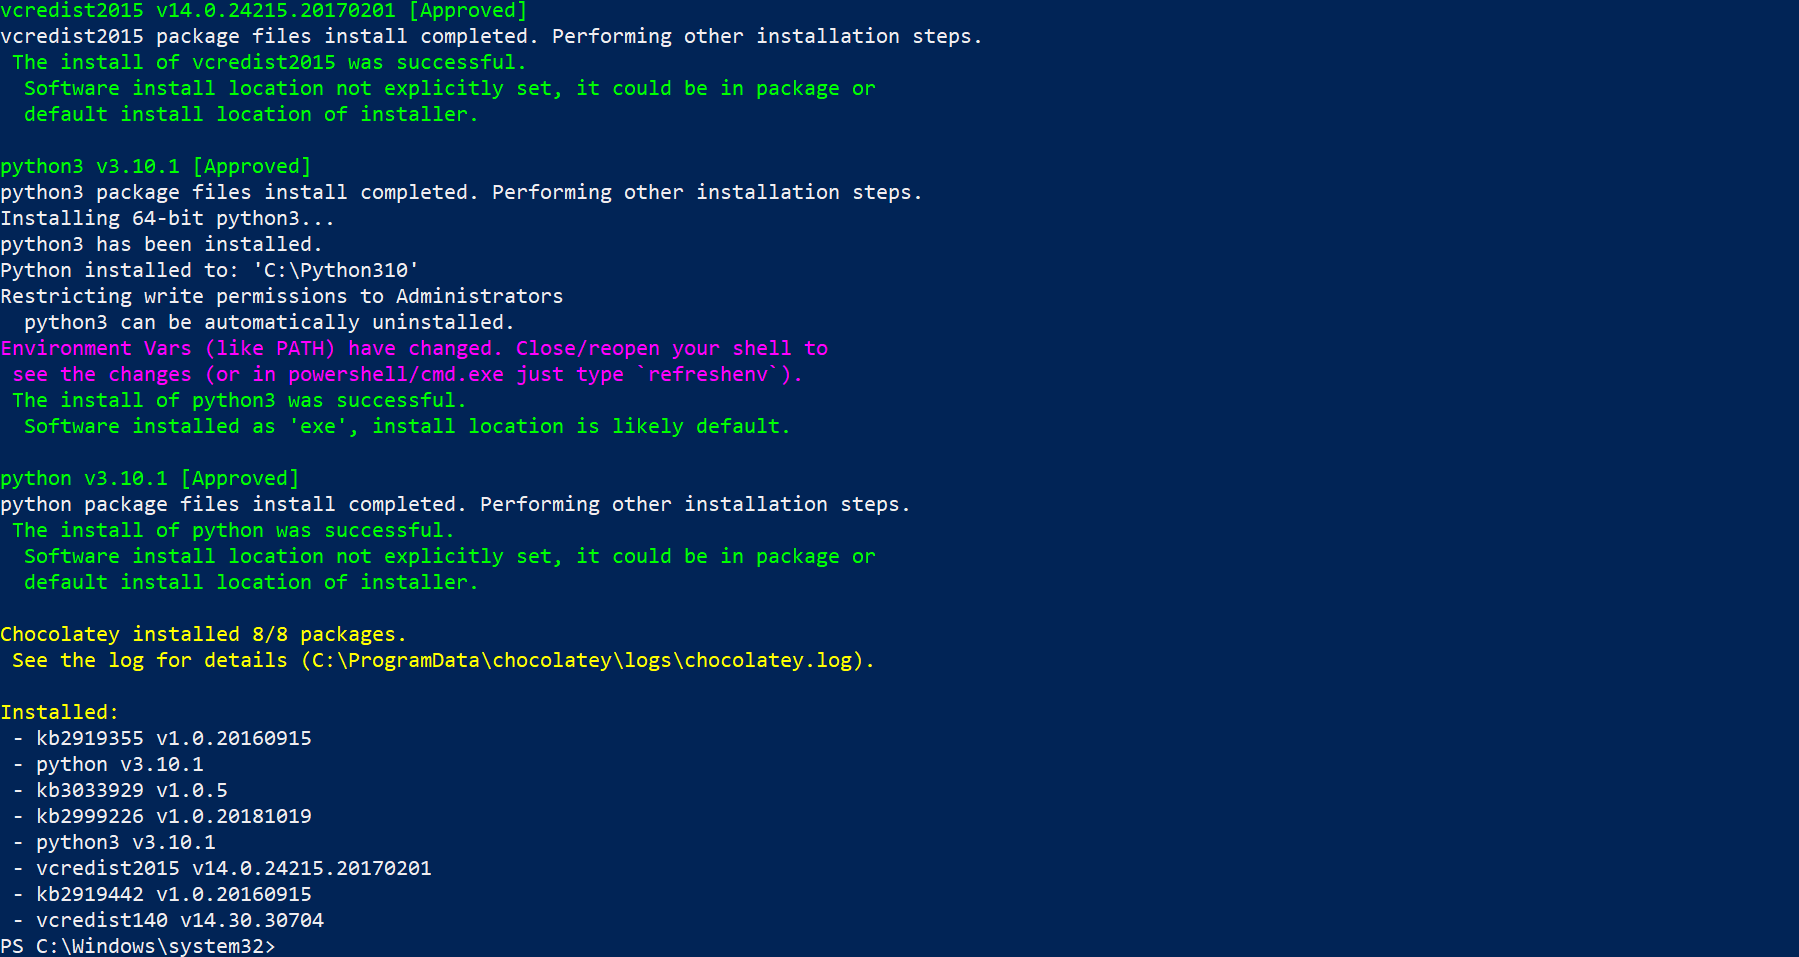 vcredist2015 v14.0.24215.20170201 [Approved]
vcredist2015 package files install completed. Performing other installation steps.
 The install of vcredist2015 was successful.
  Software install location not explicitly set, it could be in package or
  default install location of installer.

python3 v3.10.1 [Approved]
python3 package files install completed. Performing other installation steps.
Installing 64-bit python3...
python3 has been installed.
Python installed to: 'C:\Python310'
Restricting write permissions to Administrators
  python3 can be automatically uninstalled.
Environment Vars (like PATH) have changed. Close/reopen your shell to
 see the changes (or in powershell/cmd.exe just type `refreshenv`).
 The install of python3 was successful.
  Software installed as 'exe', install location is likely default.

python v3.10.1 [Approved]
python package files install completed. Performing other installation steps.
 The install of python was successful.
  Software install location not explicitly set, it could be in package or
  default install location of installer.

Chocolatey installed 8/8 packages.
 See the log for details (C:\ProgramData\chocolatey\logs\chocolatey.log).

Installed:
 - kb2919355 v1.0.20160915
 - python v3.10.1
 - kb3033929 v1.0.5
 - kb2999226 v1.0.20181019
 - python3 v3.10.1
 - vcredist2015 v14.0.24215.20170201
 - kb2919442 v1.0.20160915
 - vcredist140 v14.30.30704
PS C:\Windows\system32>